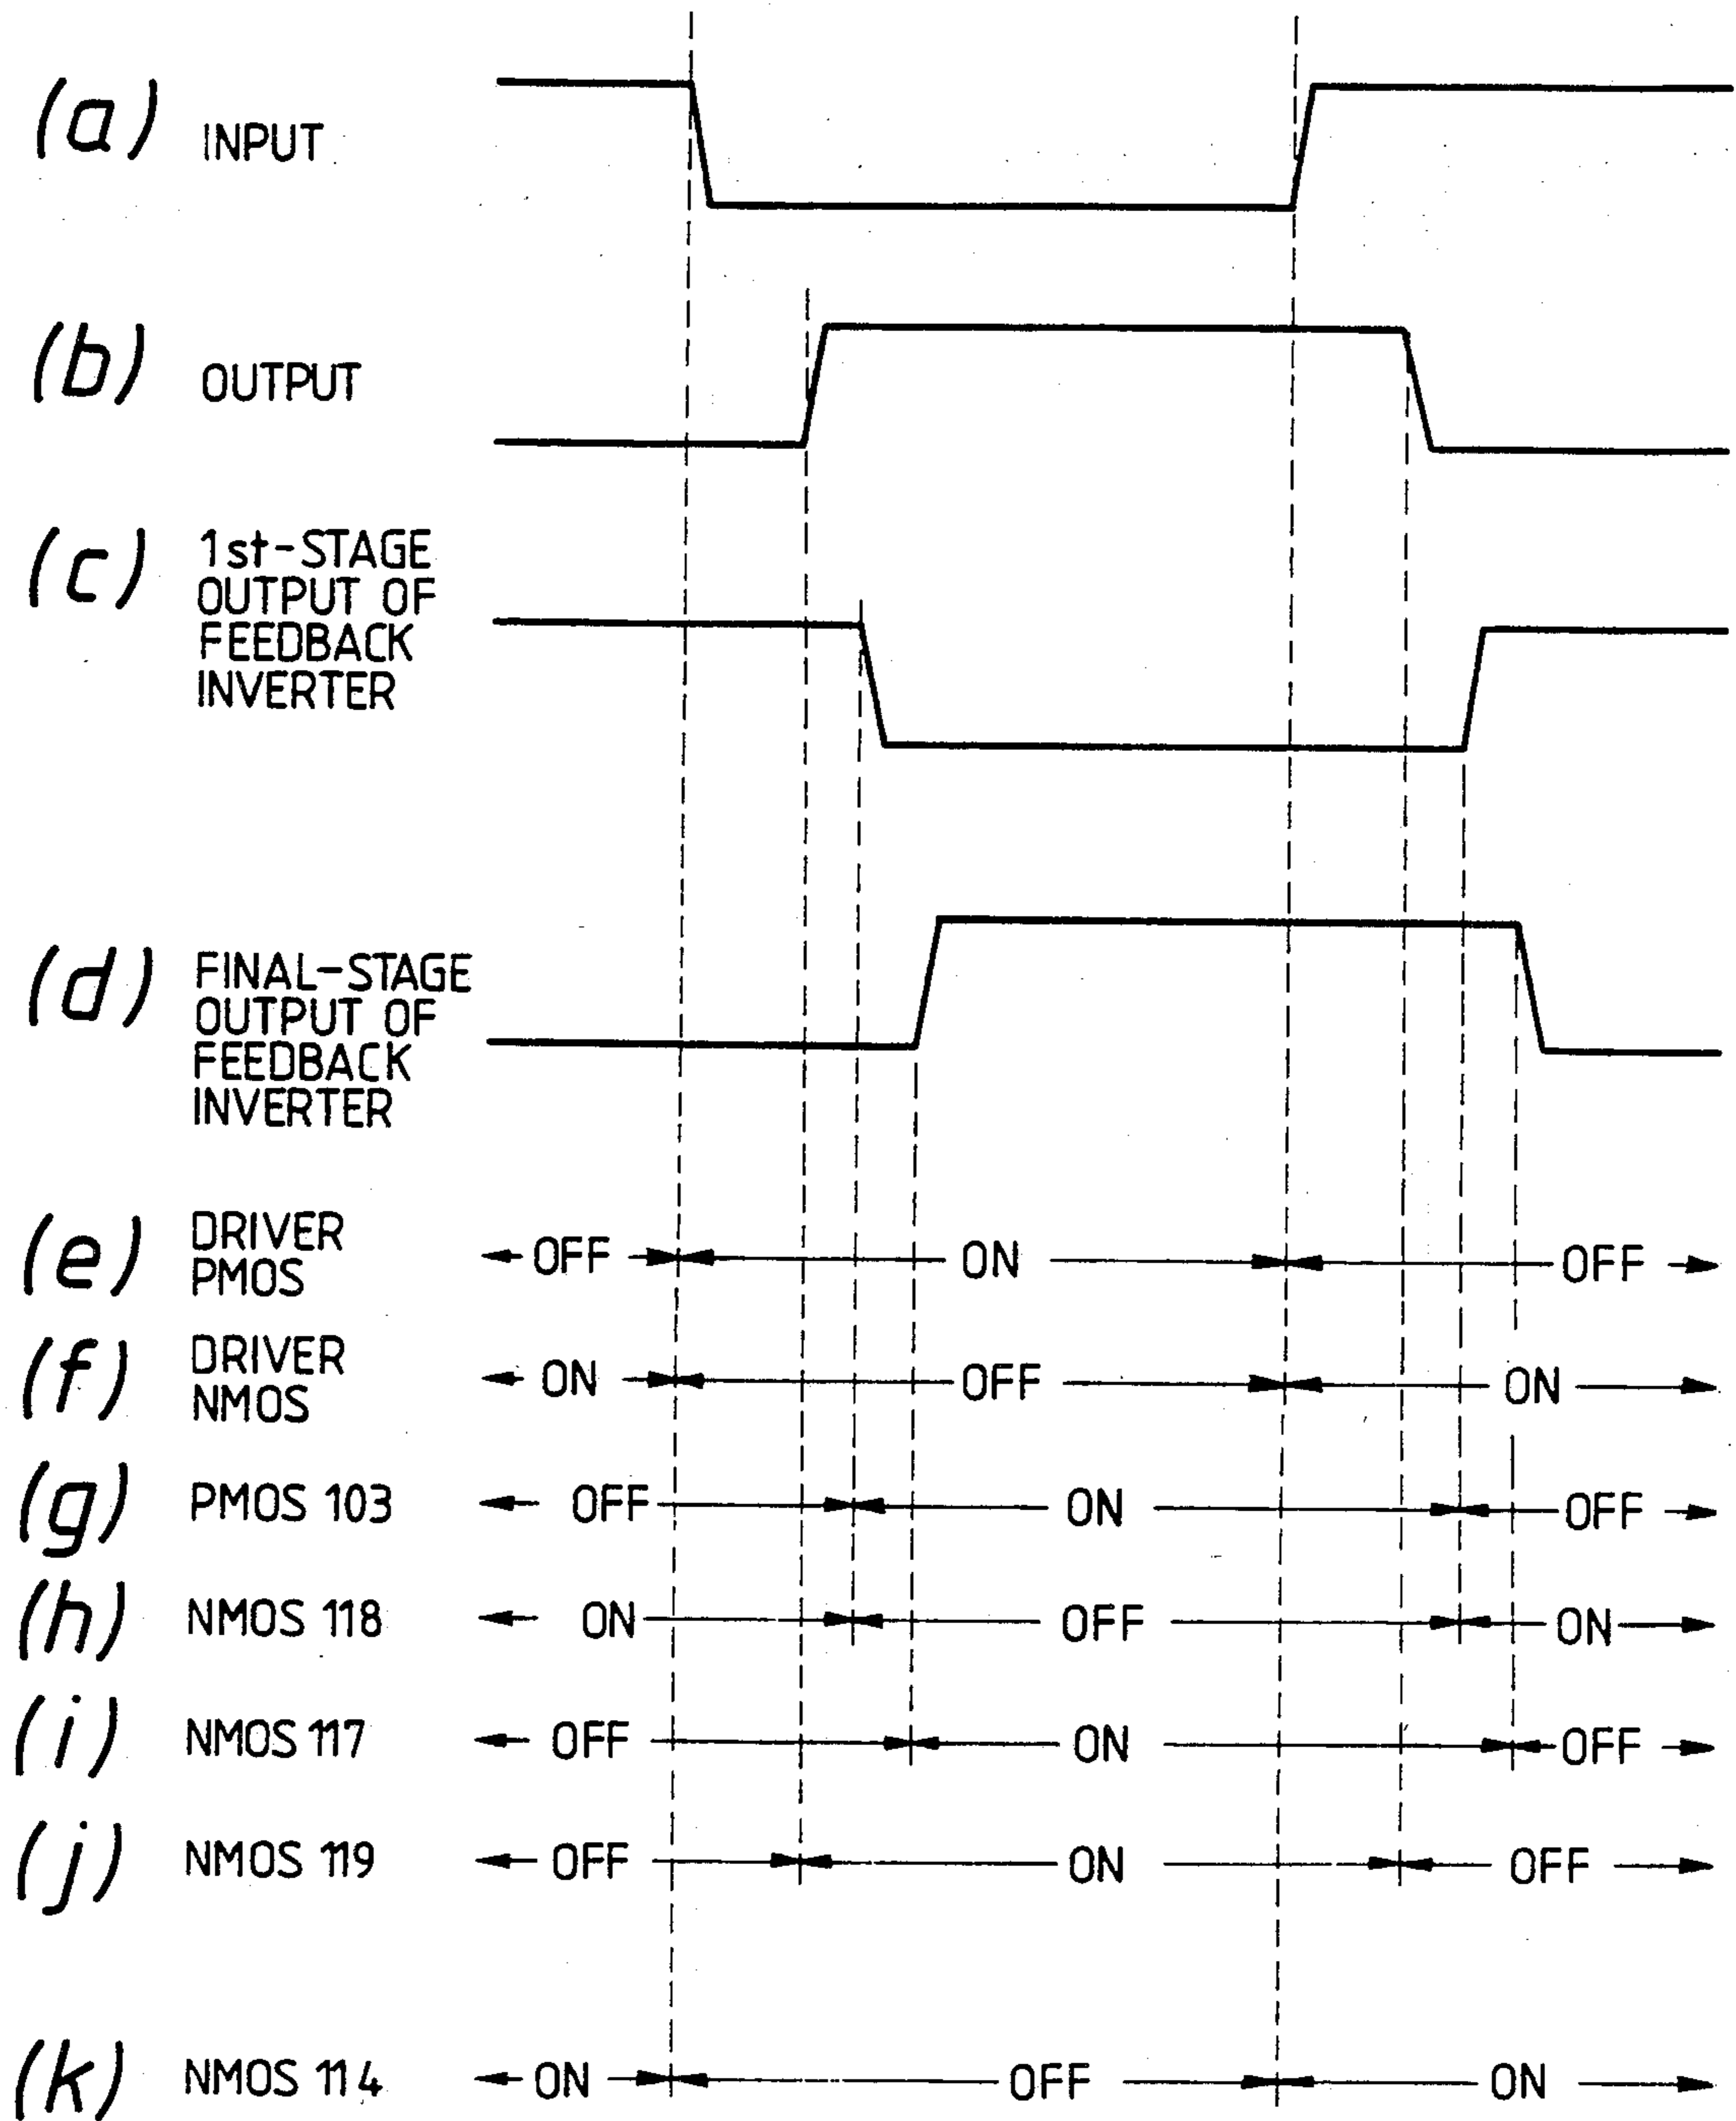 (a) INPUT
(b) OUTPUT
(c) 1st-STAGE
OUTPUT OF
FEEDBACK
INVERTER
(d) FINAL-STAGE
OUTPUT OF
FEEDBACK
INVERTER
(e) DRIVER
PMOS
OFF ON OFF
(f) DRIVER
NMOS
ON OFF ON
(g) PMOS 103 OFF ON OFF
(h) NMOS 118 ON OFF ON
(i) NMOS 117 OFF ON OFF
(j) NMOS 119 OFF ON OFF
(k) NMOS 114 ON OFF ON